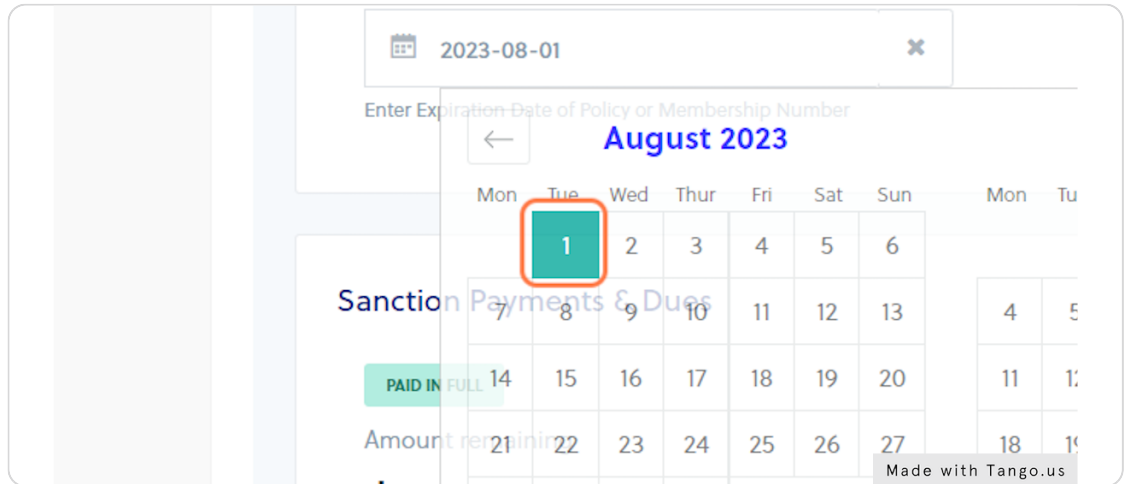 2023-08-01
Enter Expiration Date of Policy or Membership Number
August 2023
Mon Tue Wed Thur Fri Sat Sun Mon Tu
1 2 3 4 5 6
Sanction Payments & Dues
7 8 9 10 11 12 13 4 5
14 15 16 17 18 19 20 11
PAID IN FULL
Amount remaining
21 22 23 24 25 26 27 18
Made with Tango.us